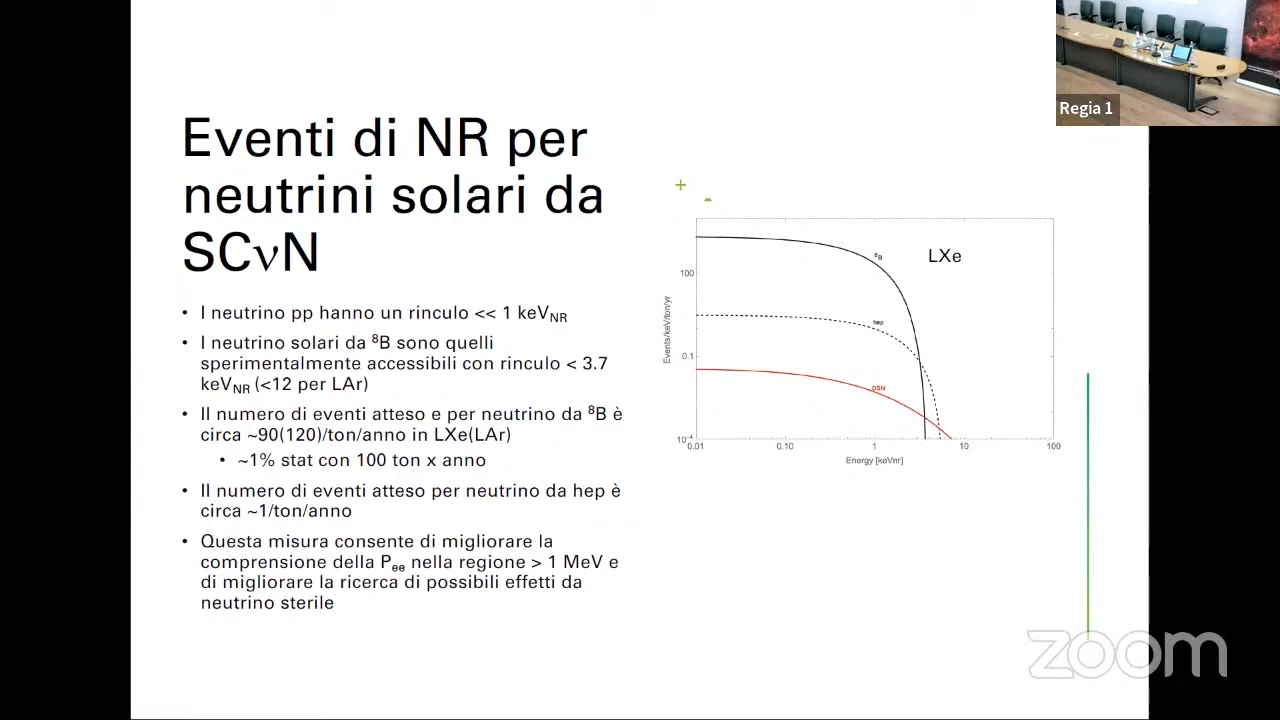 Regia 1
Eventi di NR per
neutrini solari da
SCνN
• I neutrino pp hanno un rinculo << 1 keVNR
• I neutrino solari da 8B sono quelli
sperimentalmente accessibili con rinculo < 3.7
keVNR (<12 per LAr)
• Il numero di eventi atteso e per neutrino da 8B è
circa ~90(120)/ton/anno in LXe(LAr)
• ~1% stat con 100 ton x anno
• Il numero di eventi atteso per neutrino da hep è
circa ~1/ton/anno
• Questa misura consente di migliorare la
comprensione della Pee nella regione > 1 MeV e
di migliorare la ricerca di possibili effetti da
neutrino sterile
LXe
8B
hep
DSN
Events/keV/ton/yr
100
0.1
10-4
0.01 0.10 1 10 100
Energy [keVnr]
zoom